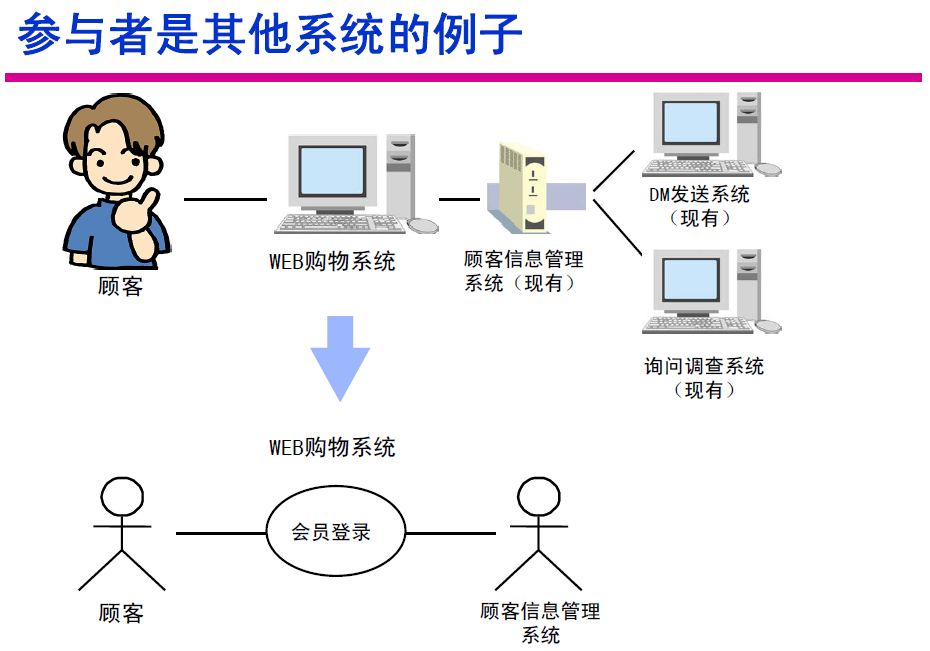 参与者是其他系统的例子
顾客
WEB购物系统
顾客信息管理
系统（现有）
DM发送系统
（现有）
询问调查系统
（现有）
WEB购物系统
会员登录
顾客
顾客信息管理
系统